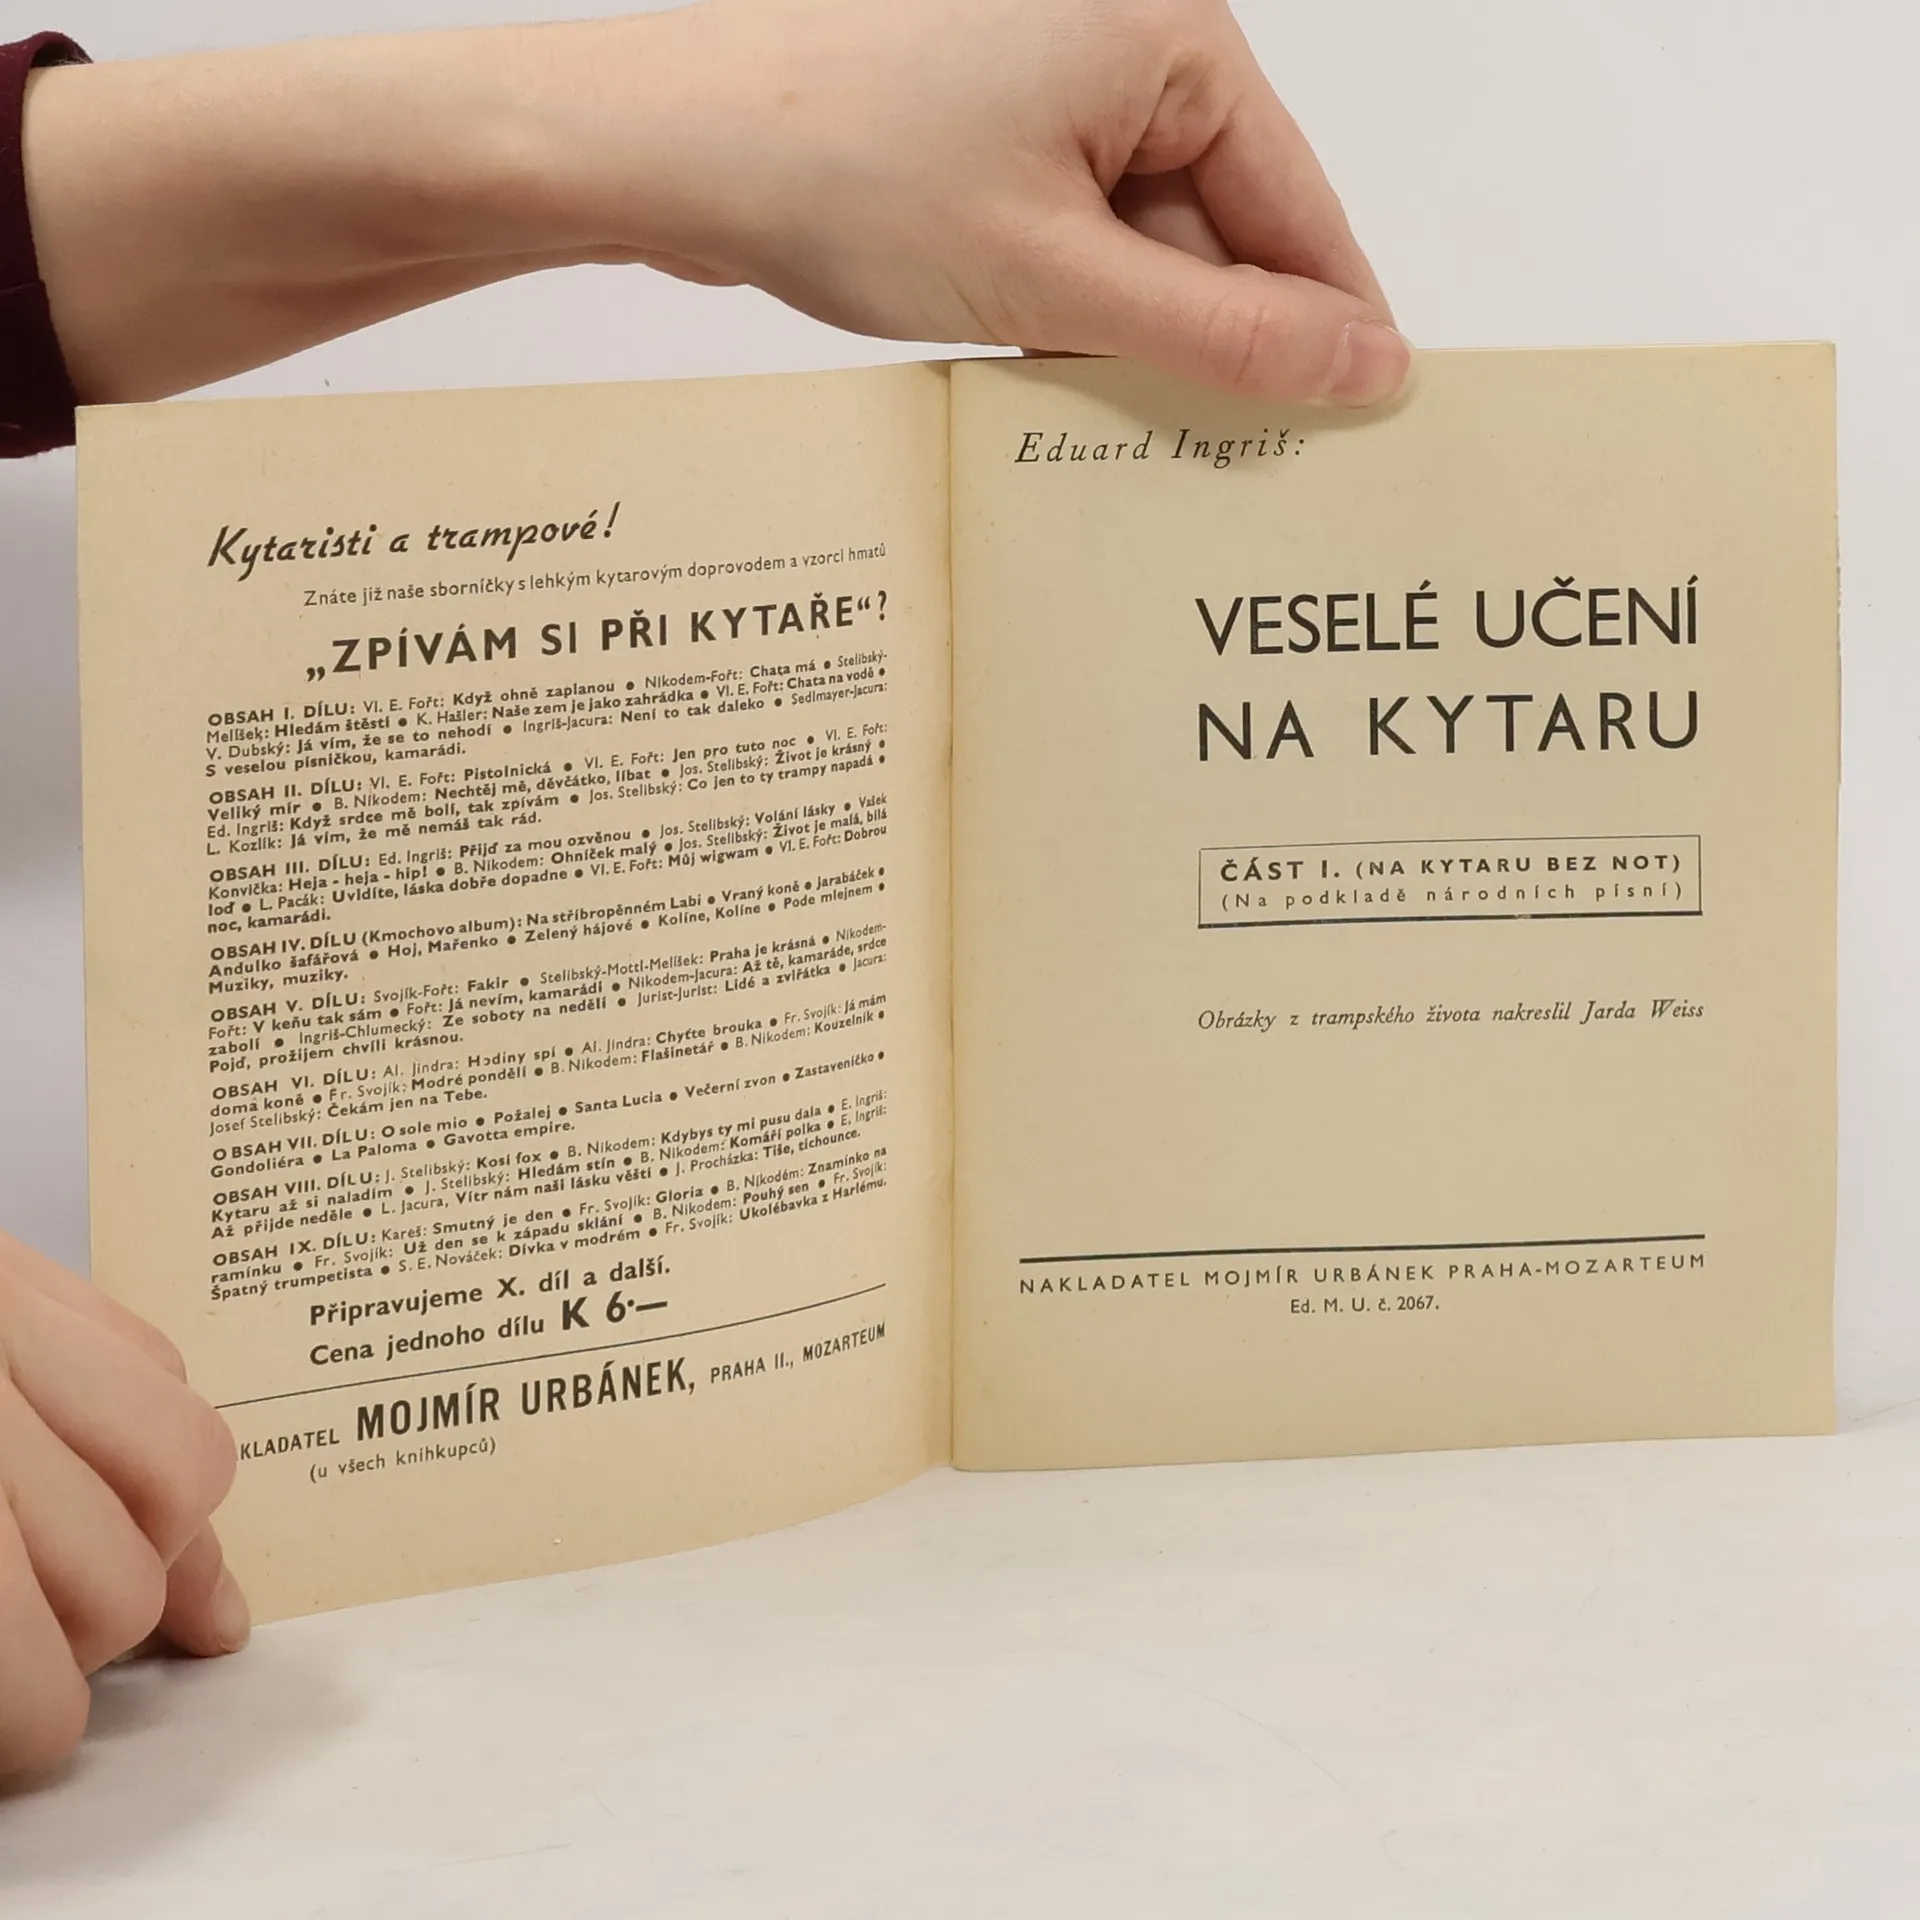 Kytaristi a trampové!
Znáte již naše sborníčky s lehkým kytarovým doprovodem a vzorci hmatů
„ZPÍVÁM SI PŘI KYTAŘE“?
OBSAH I. DÍLU: Vl. E. Fořt: Když ohně zaplanou ● Nikodem-Fořt: Chata má ● Stelibský-
Melíšek: Hledám štěstí ● K. Hašler: Naše zem je jako zahrádka ● Vl. E. Fořt: Chata na vodě ●
V. Dubský: Já vím, že se to nehodí ● Ingriš-Jacura: Není to tak daleko ● Sedlmayer-Jacura:
S veselou písničkou, kamarádi.
OBSAH II. DÍLU: Vl. E. Fořt: Pistolnická ● Vl. E. Fořt: Jen pro tuto noc ● Vl. E. Fořt:
Veliký mír ● B. Nikodem: Nechtěj mě, děvčátko, líbat ● Jos. Stelibský: Život je krásný ●
Ed. Ingriš: Když srdce mě bolí, tak zpívám ● Jos. Stelibský: Co jen to ty trampy napadá ●
L. Kozlík: Já vím, že mě nemáš tak rád.
OBSAH III. DÍLU: Ed. Ingriš: Přijď za mou ozvěnou ● Jos. Stelibský: Volání lásky ● Vašek
Konvička: Heja - heja - hip! ● B. Nikodem: Ohníček malý ● Jos. Stelibský: Život je malá, bílá
loď ● L. Pacák: Uvidíte, láska dobře dopadne ● Vl. E. Fořt: Můj wigwam ● Vl. E. Fořt: Dobrou
noc, kamarádi.
OBSAH IV. DÍLU (Kmochovo album): Na stříbropěnném Labi ● Vraný koně ● Jarabáček ●
Andulko šafářová ● Hoj, Mařenko ● Zelený hájové ● Kolíne, Kolíne ● Pode mlejnem ●
Muziky, muziky.
OBSAH V. DÍLU: Svojík-Fořt: Fakir ● Stelibský-Mottl-Melíšek: Praha je krásná ● Nikodem-
Fořt: V keňu tak sám ● Fořt: Já nevím, kamarádi ● Nikodem-Jacura: Až tě, kamaráde, srdce
zabolí ● Ingriš-Chlumecký: Ze soboty na neděli ● Jurist-Jurist: Lidé a zvířátka ● Jacura:
Pojď, prožijem chvíli krásnou.
OBSAH VI. DÍLU: Al. Jindra: Hodiny spí ● Al. Jindra: Chyťte brouka ● Fr. Svojík: Já mám
doma koně ● Fr. Svojík: Modré pondělí ● B. Nikodem: Flašinetář ● B. Nikodem: Kouzelník ●
Josef Stelibský: Čekám jen na Tebe.
OBSAH VII. DÍLU: O sole mio ● Požalej ● Santa Lucia ● Večerní zvon ● Zastaveníčko ●
Gondoliéra ● La Paloma ● Gavotta empire.
OBSAH VIII. DÍLU: J. Stelibský: Kosí fox ● B. Nikodem: Kdybys ty mi pusu dala ● E. Ingriš:
Kytaru až si naladím ● J. Stelibský: Hledám stín ● B. Nikodem: Komáří polka ● E. Ingriš:
Až přijde neděle ● L. Jacura, Vítr nám naši lásku věští ● J. Procházka: Tiše, tichounce.
OBSAH IX. DÍLU: Kareš: Smutný je den ● Fr. Svojík: Gloria ● B. Nikodém: Znamínko na
ramínku ● Fr. Svojík: Už den se k západu sklání ● B. Nikodem: Pouhý sen ● Fr. Svojík:
Špatný trumpetista ● S. E. Nováček: Dívka v modrém ● Fr. Svojík: Ukolébavka z Harlému.
Připravujeme X. díl a další.
Cena jednoho dílu K 6·—
KLADATEL MOJMÍR URBÁNEK, PRAHA II., MOZARTEUM
(u všech knihkupců)
Eduard Ingriš:
VESELÉ UČENÍ
NA KYTARU
ČÁST I. (NA KYTARU BEZ NOT)
(Na podkladě národních písní)
Obrázky z trampského života nakreslil Jarda Weiss
NAKLADATEL MOJMÍR URBÁNEK PRAHA-MOZARTEUM
Ed. M. U. č. 2067.